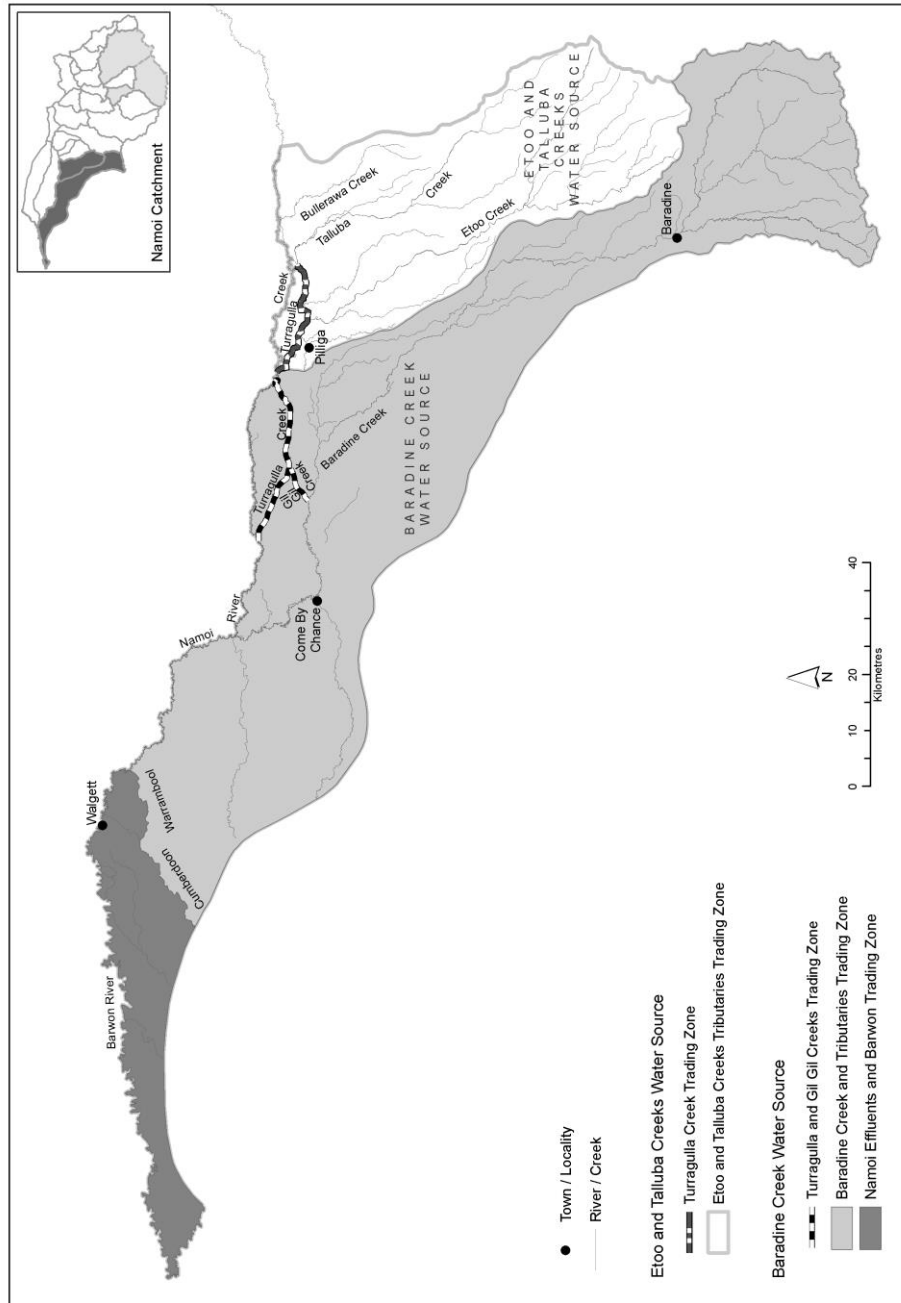 Namoi Catchment
Barwon River
Walgett
Cumberdoon
Warrambool
Namoi
River
Come By
Chance
Turragulla
Creek
Gil Gil
Creek
Baradine Creek
BARADINE CREEK
WATER SOURCE
Turragulla
Creek
Pilliga
Bullerawa Creek
Talluba
Creek
Etoo Creek
ETOO AND
TALLUBA
CREEKS
WATER SOURCE
Baradine
N
0 10 20 40
Kilometres
Town / Locality
River / Creek
Etoo and Talluba Creeks Water Source
Turragulla Creek Trading Zone
Etoo and Talluba Creeks Tributaries Trading Zone
Baradine Creek Water Source
Turragulla and Gil Gil Creeks Trading Zone
Baradine Creek and Tributaries Trading Zone
Namoi Effluents and Barwon Trading Zone